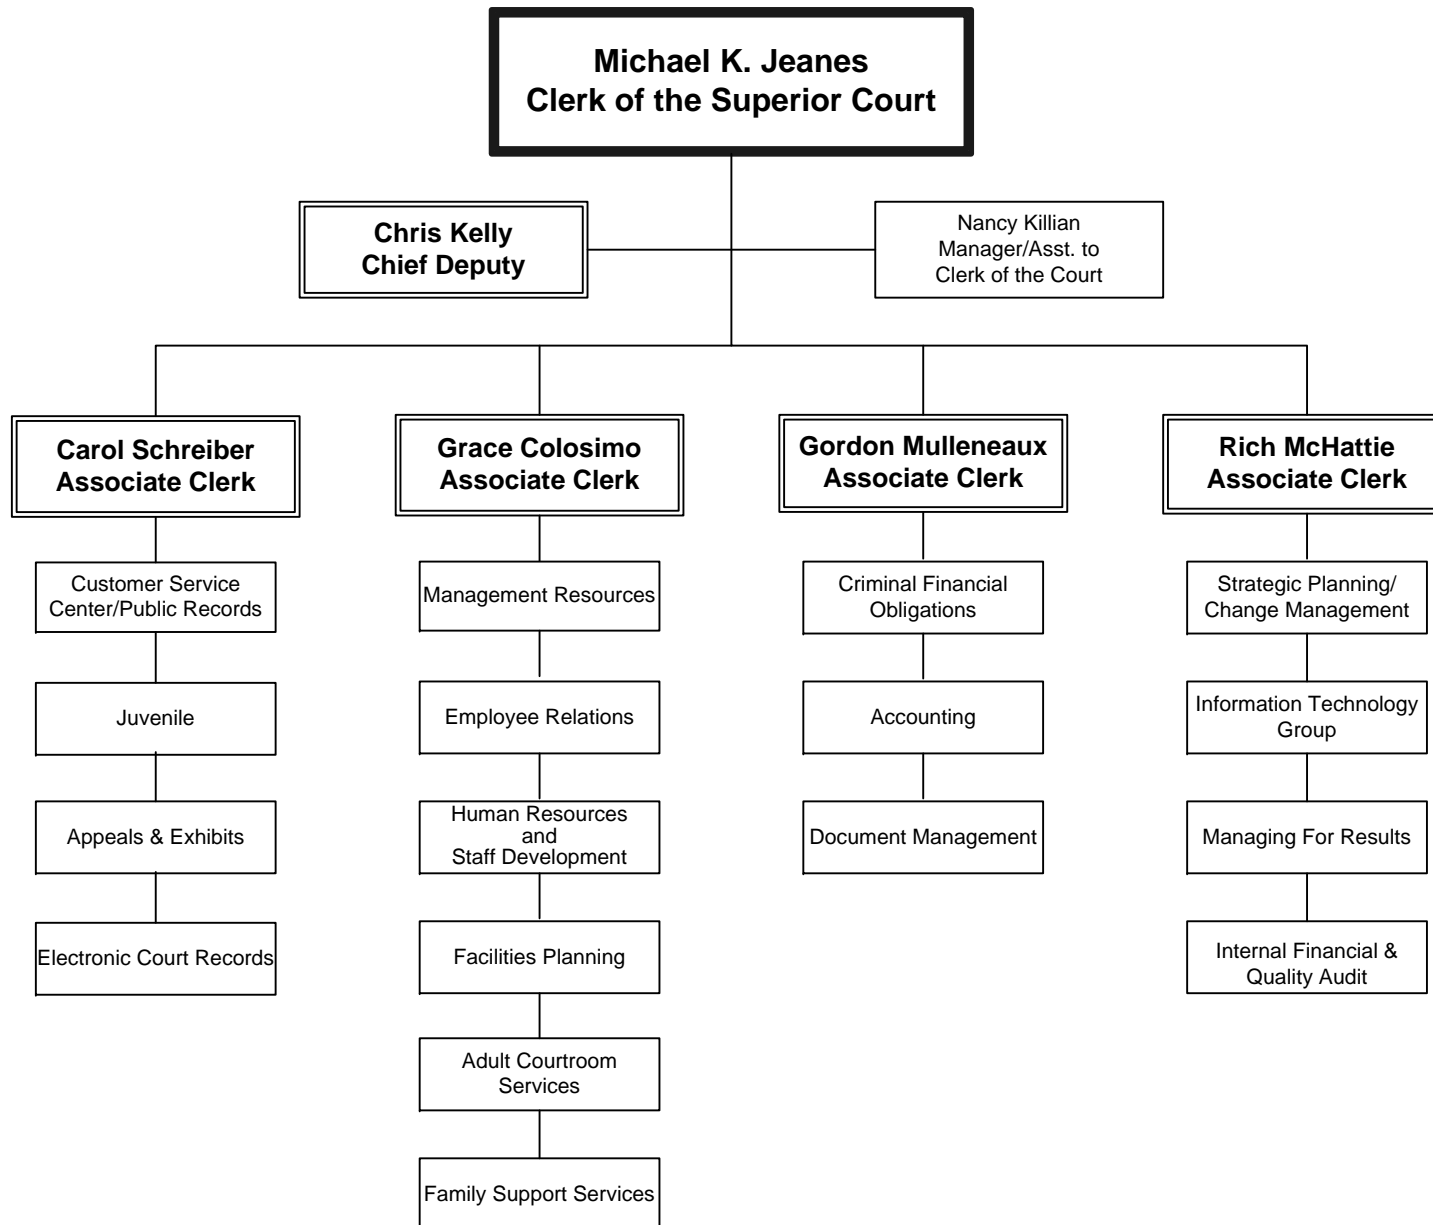 Michael K. Jeanes
Clerk of the Superior Court
Chris Kelly
Chief Deputy
Nancy Killian
Manager/Asst. to
Clerk of the Court
Carol Schreiber
Associate Clerk
Grace Colosimo
Associate Clerk
Gordon Mulleneaux
Associate Clerk
Rich McHattie
Associate Clerk
Customer Service
Center/Public Records
Juvenile
Appeals & Exhibits
Electronic Court Records
Management Resources
Employee Relations
Human Resources
and
Staff Development
Facilities Planning
Adult Courtroom
Services
Family Support Services
Criminal Financial
Obligations
Accounting
Document Management
Strategic Planning/
Change Management
Information Technology
Group
Managing For Results
Internal Financial &
Quality Audit